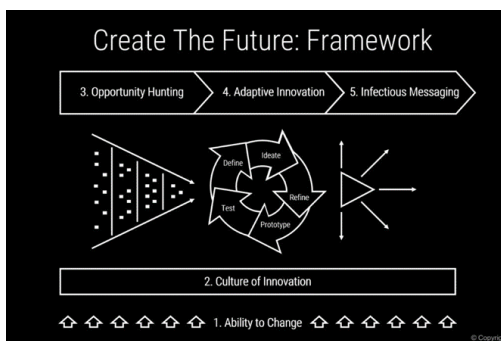 Create The Future: Framework
3. Opportunity Hunting
4. Adaptive Innovation
5. Infectious Messaging
Define
Ideate
Refine
Prototype
Test
2. Culture of Innovation
1. Ability to Change